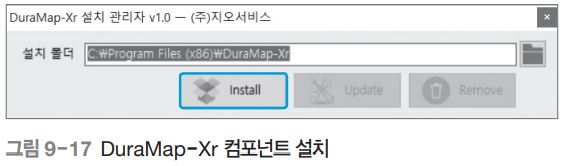 DuraMap-Xr 설치 관리자 v1.0 — (주)지오서비스
설치 폴더 C:₩Program Files (x86)₩DuraMap-Xr
Install Update Remove
그림 9-17 DuraMap-Xr 컴포넌트 설치